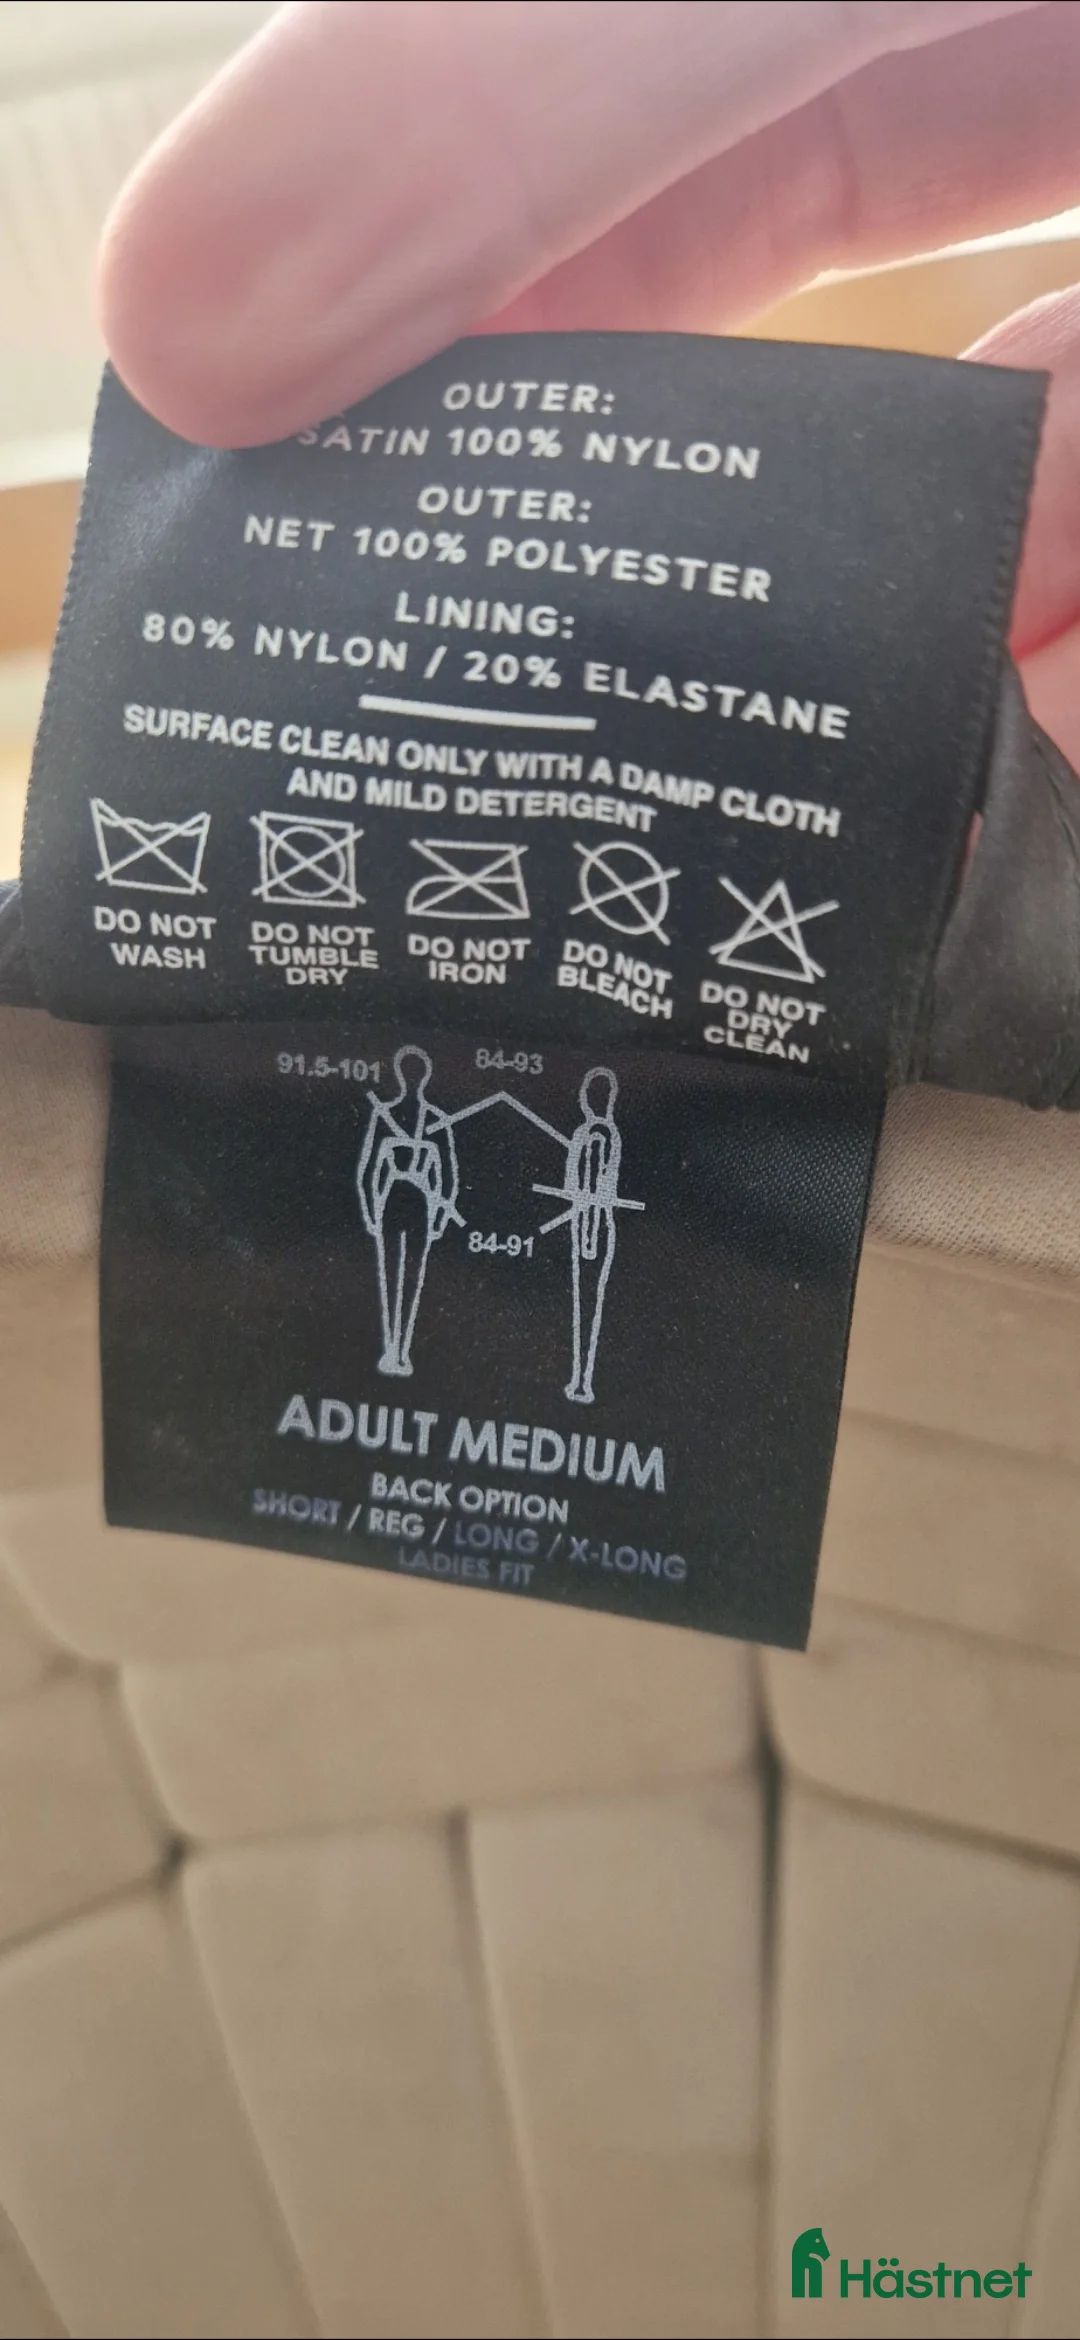 OUTER:
SATIN 100% NYLON
OUTER:
NET 100% POLYESTER
LINING:
80% NYLON / 20% ELASTANE
SURFACE CLEAN ONLY WITH A DAMP CLOTH
AND MILD DETERGENT
DO NOT
WASH
DO NOT
TUMBLE
DRY
DO NOT
IRON
DO NOT
BLEACH
DO NOT
DRY
CLEAN
91.5-101
84-93
84-91
ADULT MEDIUM
BACK OPTION
SHORT / REG / LONG / X-LONG
LADIES FIT
Hästnet